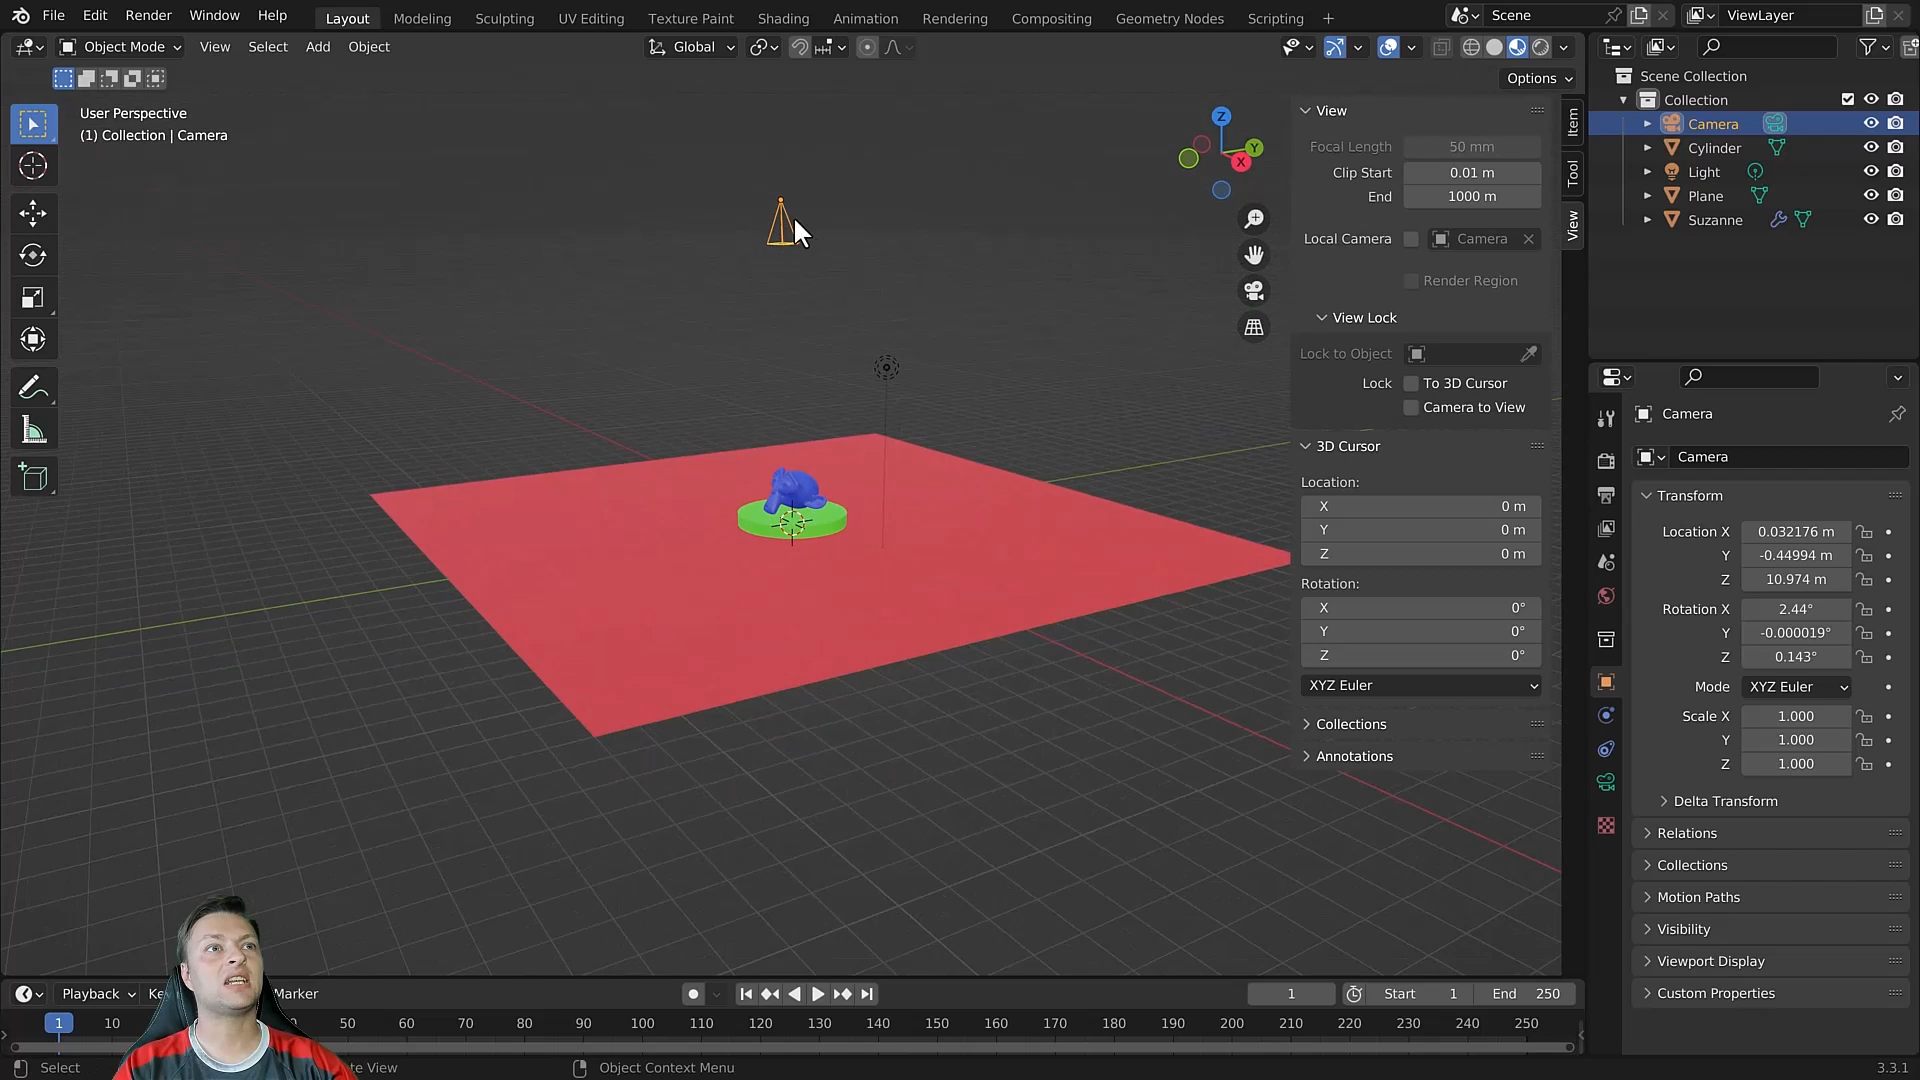 File Edit Render Window Help Layout Modeling Sculpting UV Editing Texture Paint Shading Animation Rendering Compositing Geometry Nodes Scripting + Scene ViewLayer
Object Mode View Select Add Object Global
Options
User Perspective
(1) Collection | Camera
Z
Y
X
View
Focal Length 50 mm
Clip Start 0.01 m
End 1000 m
Local Camera Camera
Render Region
View Lock
Lock to Object
Lock To 3D Cursor
Camera to View
3D Cursor
Location:
X 0 m
Y 0 m
Z 0 m
Rotation:
X 0°
Y 0°
Z 0°
XYZ Euler
Collections
Annotations
Item
Tool
View
Scene Collection
Collection
Camera
Cylinder
Light
Plane
Suzanne
Camera
Camera
Transform
Location X 0.032176 m
Y -0.44994 m
Z 10.974 m
Rotation X 2.44°
Y -0.000019°
Z 0.143°
Mode XYZ Euler
Scale X 1.000
Y 1.000
Z 1.000
Delta Transform
Relations
Collections
Motion Paths
Visibility
Viewport Display
Custom Properties
Playback Marker 1 Start 1 End 250
1 10 50 60 70 80 90 100 110 120 130 140 150 160 170 180 190 200 210 220 230 240 250
Select View Object Context Menu 3.3.1